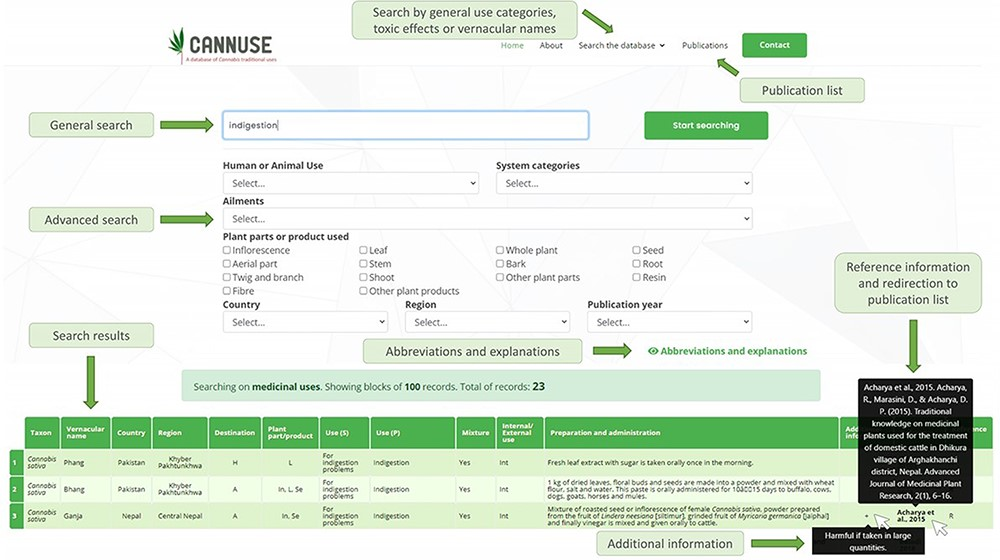 Search by general use categories,
toxic effects or vernacular names
CANNUSE
A database of Cannabis traditional uses
Home About Search the database Publications Contact
Publication list
General search
indigestion
Start searching
Human or Animal Use System categories
Select... Select...
Ailments
Advanced search
Select...
Plant parts or product used
Inflorescence Leaf Whole plant Seed
Aerial part Stem Bark Root
Twig and branch Shoot Other plant parts Resin
Fibre Other plant products
Country Region Publication year
Select... Select... Select...
Reference information
and redirection to
publication list
Search results
Abbreviations and explanations
Abbreviations and explanations
Searching on medicinal uses. Showing blocks of 100 records. Total of records: 23
Acharya et al., 2015. Acharya,
R., Marasini, D., & Acharya, D.
P. (2015). Traditional
knowledge on medicinal
plants used for the treatment
of domestic cattle in Dhikura
village of Arghakhanchi
district, Nepal. Advanced
Journal of Medicinal Plant
Research, 2(1), 6–16.
Taxon Vernacular name Country Region Destination Plant part/product Use (S) Use (P) Mixture Internal/External use Preparation and administration
1 Cannabis sativa Phang Pakistan Khyber Pakhtunkhwa H L For indigestion problems Indigestion Yes Int Fresh leaf extract with sugar is taken orally once in the morning.
2 Cannabis sativa Bhang Pakistan Khyber Pakhtunkhwa A In, L, Se For indigestion problems Indigestion Yes Int 1 kg of dried leaves, floral buds and seeds are made into a powder and mixed with wheat
flour, salt and water. This paste is orally administered for 15 days to buffalo, cows,
dogs, goats, horses and mules.
3 Cannabis sativa Ganja Nepal Central Nepal A In, Se For indigestion problems Indigestion Yes Int Mixture of roasted seed or inflorescence of female Cannabis sativa, powder prepared
from the fruit of Lindera neesiana [siltimur], grinded fruit of Myricaria germanica [jaiphal]
and finally vinegar is mixed and given orally to cattle.
+ Acharya et al., 2015 R
Additional information
Harmful if taken in large
quantities.